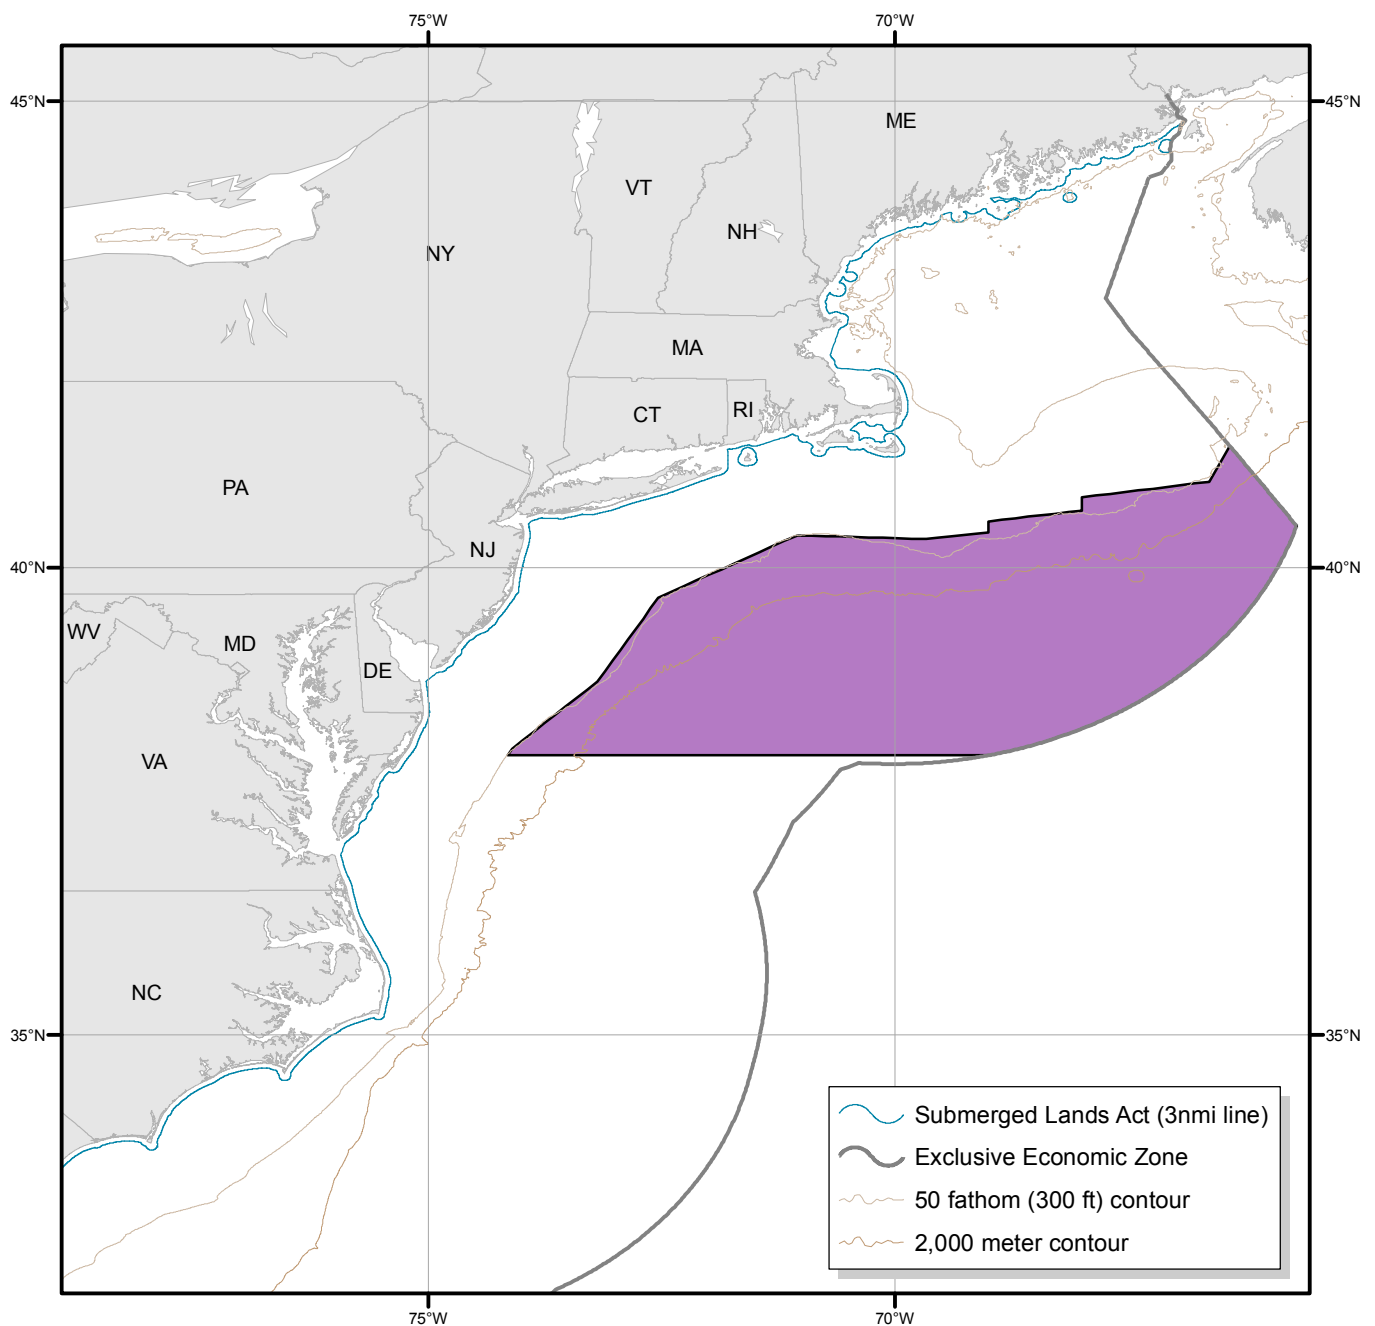 75°W 70°W
45°N 45°N
ME
VT
NH
NY
MA
CT RI
PA
NJ
40°N 40°N
WV
MD
DE
VA
NC
35°N 35°N
Submerged Lands Act (3nmi line)
Exclusive Economic Zone
50 fathom (300 ft) contour
2,000 meter contour
75°W 70°W